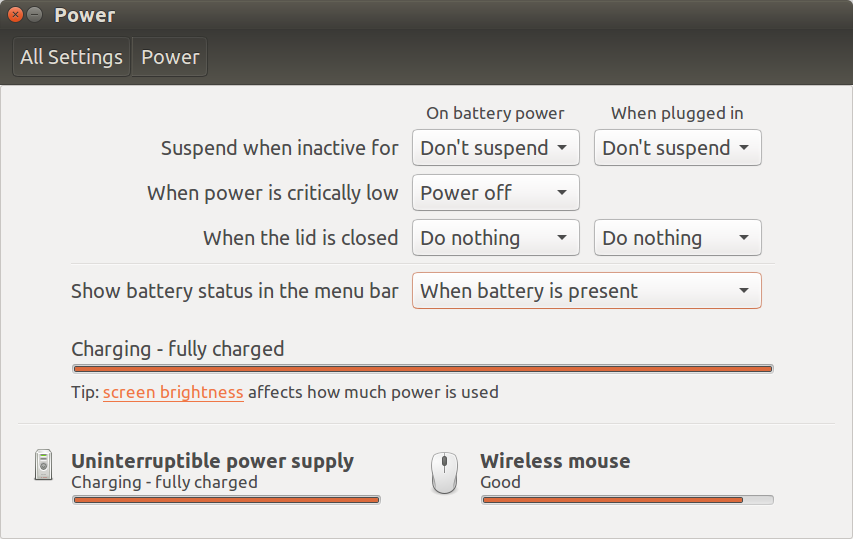 Power
All Settings Power
On battery power When plugged in
Suspend when inactive for Don't suspend Don't suspend
When power is critically low Power off
When the lid is closed Do nothing Do nothing
Show battery status in the menu bar When battery is present
Charging - fully charged
Tip: screen brightness affects how much power is used
Uninterruptible power supply
Charging - fully charged
Wireless mouse
Good